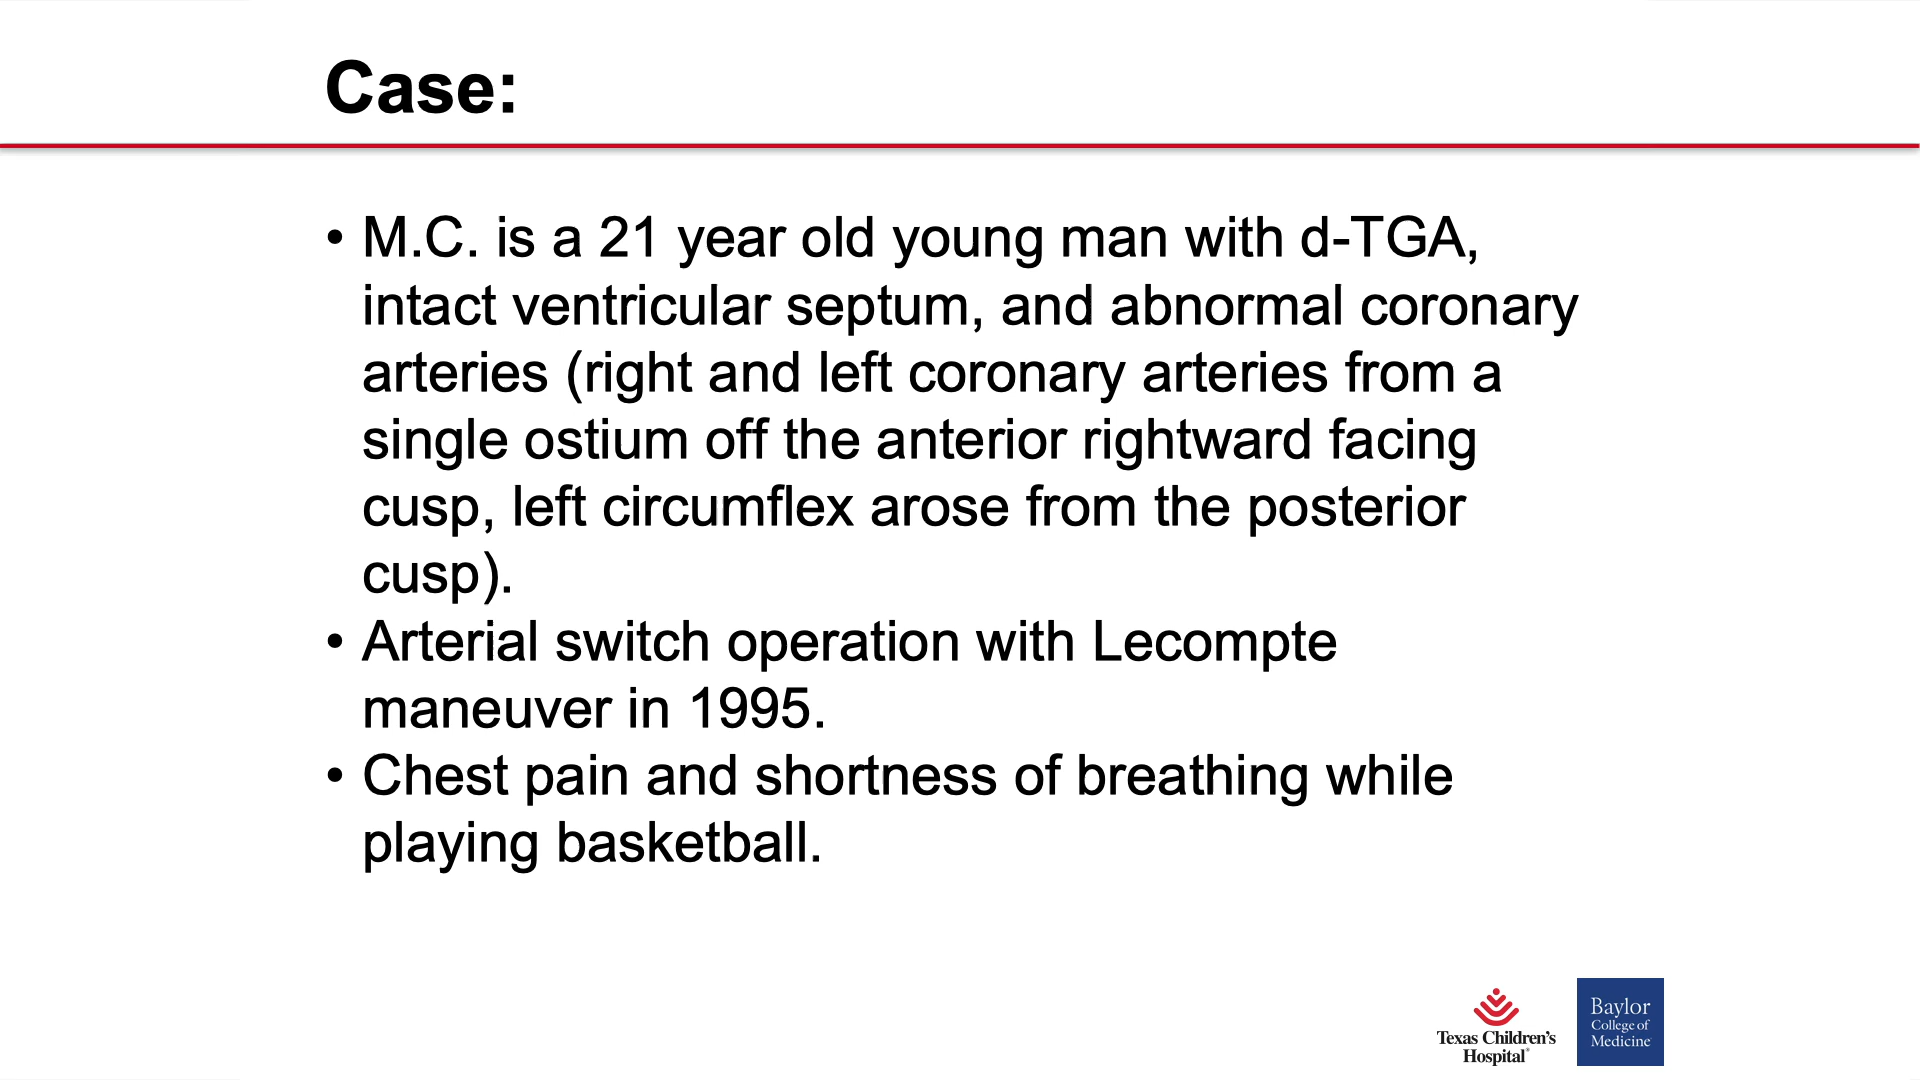 Case:
• M.C. is a 21 year old young man with d-TGA,
intact ventricular septum, and abnormal coronary
arteries (right and left coronary arteries from a
single ostium off the anterior rightward facing
cusp, left circumflex arose from the posterior
cusp).
• Arterial switch operation with Lecompte
maneuver in 1995.
• Chest pain and shortness of breathing while
playing basketball.
Texas Children's
Hospital
Baylor
College of
Medicine